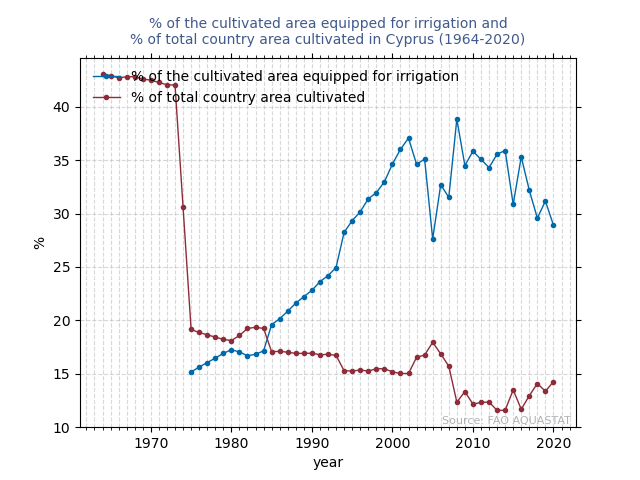 % of the cultivated area equipped for irrigation and
% of total country area cultivated in Cyprus (1964-2020)
% of the cultivated area equipped for irrigation
% of total country area cultivated
40
35
30
25
20
15
10
%
Source: FAO AQUASTAT
1970 1980 1990 2000 2010 2020
year